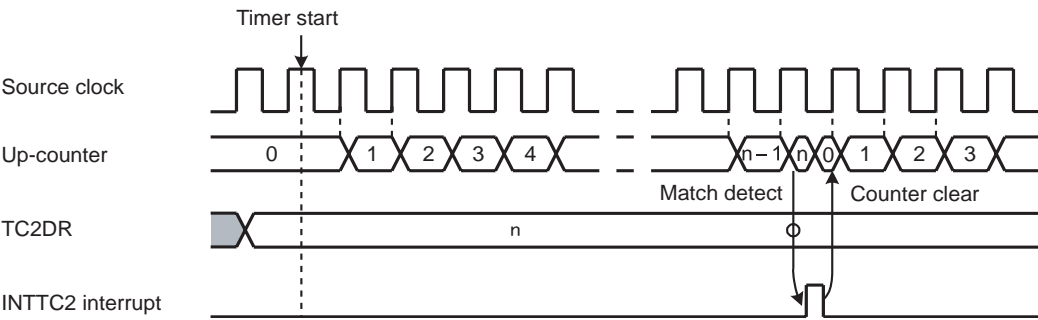 Timer start
Source clock
Up-counter 0 1 2 3 4 n–1 n 0 1 2 3
Match detect Counter clear
TC2DR n
INTTC2 interrupt